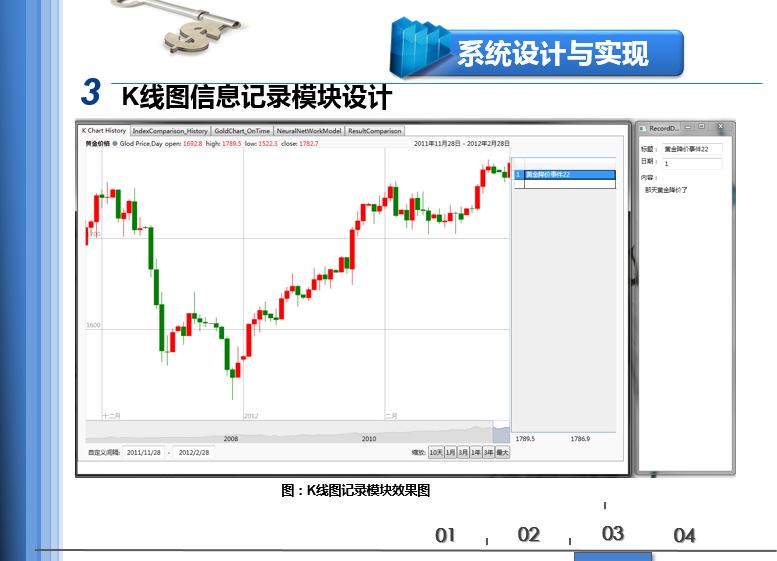 系统设计与实现
3 K线图信息记录模块设计
K Chart History IndexComparison_History GoldChart_OnTime NeuralNetWorkModel ResultComparison
黄金价格 Glod Price,Day open: 1692.8 high: 1789.5 low: 1522.3 close: 1782.7 2011年11月28日 - 2012年2月28日
1700
1600
十二月 2012 二月
2008 2010
自定义间隔: 2011/11/28 - 2012/2/28 缩放: 10天 1月 3月 1年 3年 最大
1 黄金降价事件22
1789.5 1786.9
RecordD...
标题: 黄金降价事件22
日期: 1
内容:
那天黄金降价了
图：K线图记录模块效果图
01 02 03 04